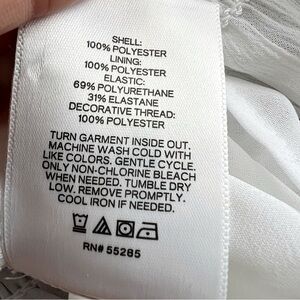 SHELL:
100% POLYESTER
LINING:
100% POLYESTER
ELASTIC:
69% POLYURETHANE
31% ELASTANE
DECORATIVE THREAD:
100% POLYESTER
TURN GARMENT INSIDE OUT.
MACHINE WASH COLD WITH
LIKE COLORS. GENTLE CYCLE.
ONLY NON-CHLORINE BLEACH
WHEN NEEDED. TUMBLE DRY
LOW. REMOVE PROMPTLY.
COOL IRON IF NEEDED.
RN# 55285